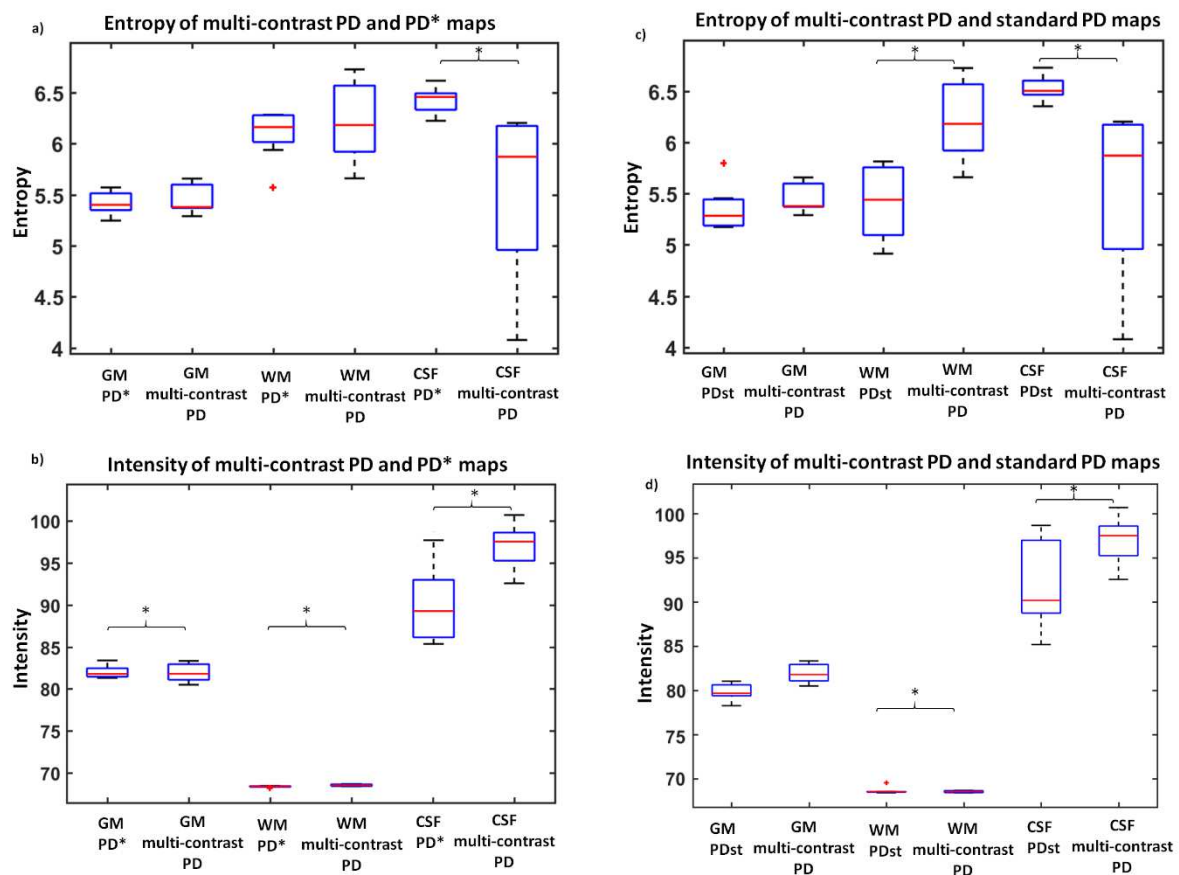 a)
Entropy of multi-contrast PD and PD* maps
Entropy
6.5
6
5.5
5
4.5
4
*
GM
PD*
GM
multi-contrast
PD
WM
PD*
WM
multi-contrast
PD
CSF
PD*
CSF
multi-contrast
PD
c)
Entropy of multi-contrast PD and standard PD maps
Entropy
6.5
6
5.5
5
4.5
4
*
*
GM
PDst
GM
multi-contrast
PD
WM
PDst
WM
multi-contrast
PD
CSF
PDst
CSF
multi-contrast
PD
b)
Intensity of multi-contrast PD and PD* maps
Intensity
100
95
90
85
80
75
70
*
*
*
GM
PD*
GM
multi-contrast
PD
WM
PD*
WM
multi-contrast
PD
CSF
PD*
CSF
multi-contrast
PD
d)
Intensity of multi-contrast PD and standard PD maps
Intensity
100
95
90
85
80
75
70
*
*
GM
PDst
GM
multi-contrast
PD
WM
PDst
WM
multi-contrast
PD
CSF
PDst
CSF
multi-contrast
PD